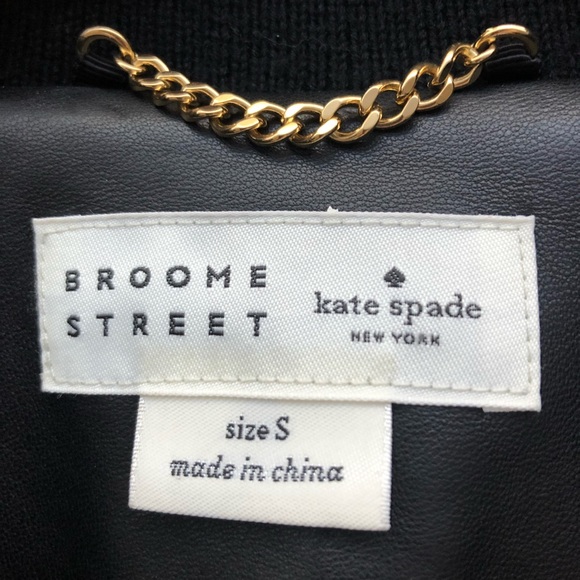 BROOME
STREET
kate spade
NEW YORK
size S
made in china